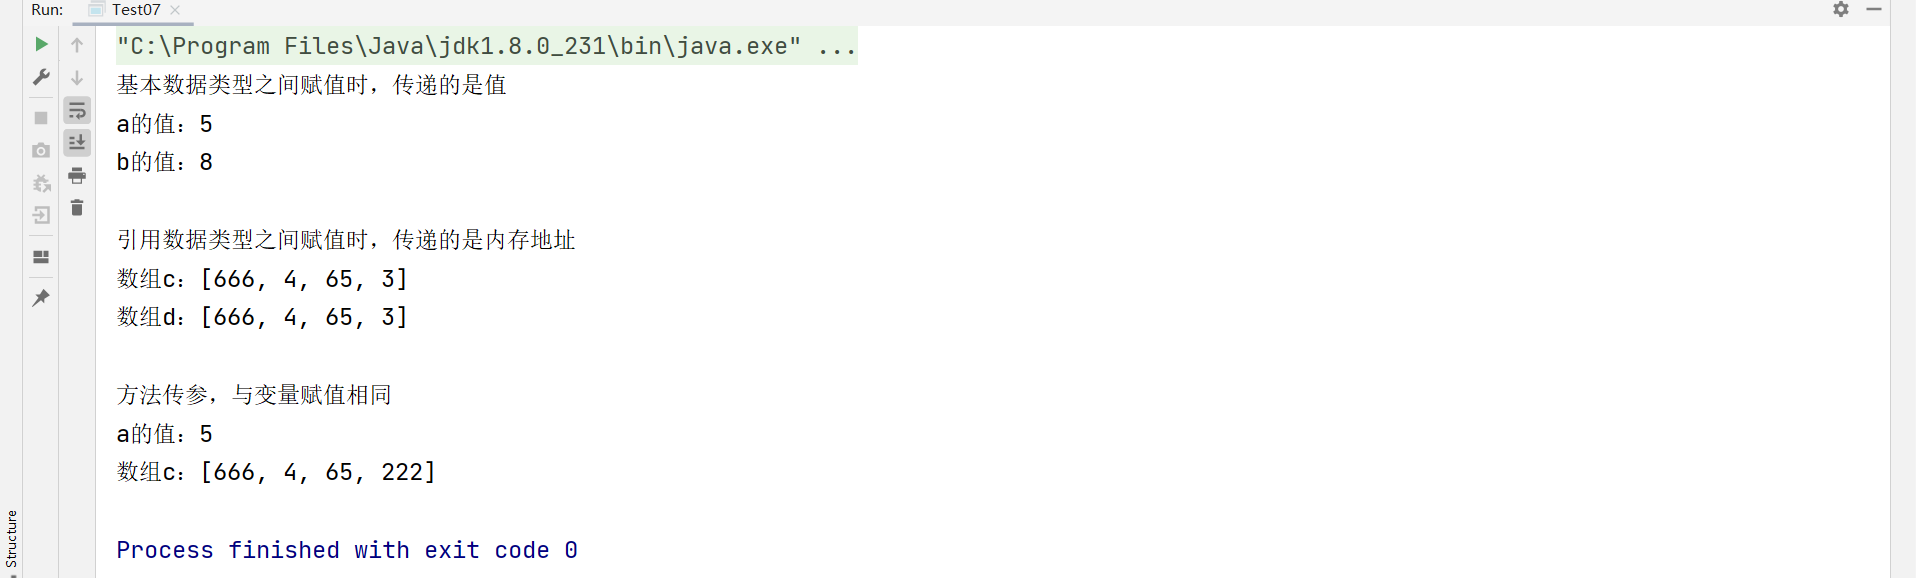 Run: Test07
"C:\Program Files\Java\jdk1.8.0_231\bin\java.exe" ...
基本数据类型之间赋值时，传递的是值
a的值：5
b的值：8
引用数据类型之间赋值时，传递的是内存地址
数组c：[666, 4, 65, 3]
数组d：[666, 4, 65, 3]
方法传参，与变量赋值相同
a的值：5
数组c：[666, 4, 65, 222]
Process finished with exit code 0
Structure